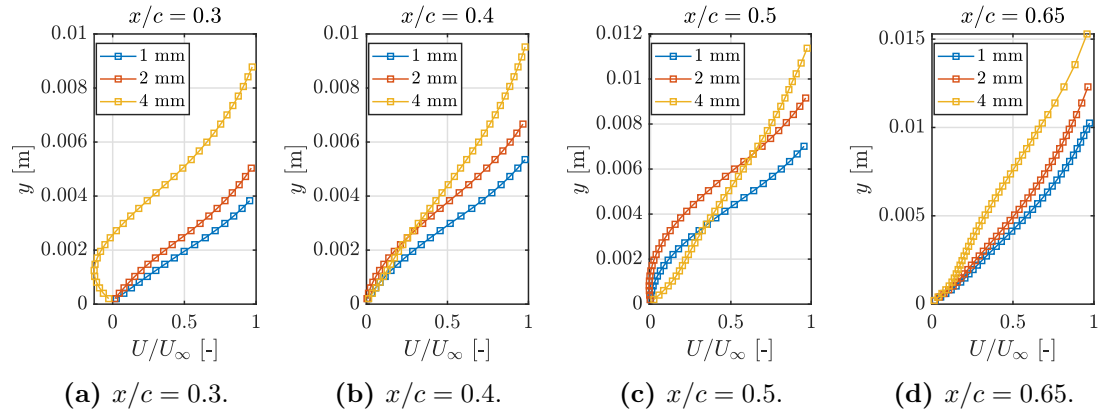 x/c = 0.3
x/c = 0.4
x/c = 0.5
x/c = 0.65
0.01
0.008
0.006
0.004
0.002
0
y [m]
1 mm
2 mm
4 mm
0
0.5
1
U/U∞ [-]
0.01
0.008
0.006
0.004
0.002
0
y [m]
1 mm
2 mm
4 mm
0
0.5
1
U/U∞ [-]
0.012
0.01
0.008
0.006
0.004
0.002
0
y [m]
1 mm
2 mm
4 mm
0
0.5
1
U/U∞ [-]
0.015
0.01
0.005
0
y [m]
1 mm
2 mm
4 mm
0
0.5
1
U/U∞ [-]
(a) x/c = 0.3.
(b) x/c = 0.4.
(c) x/c = 0.5.
(d) x/c = 0.65.